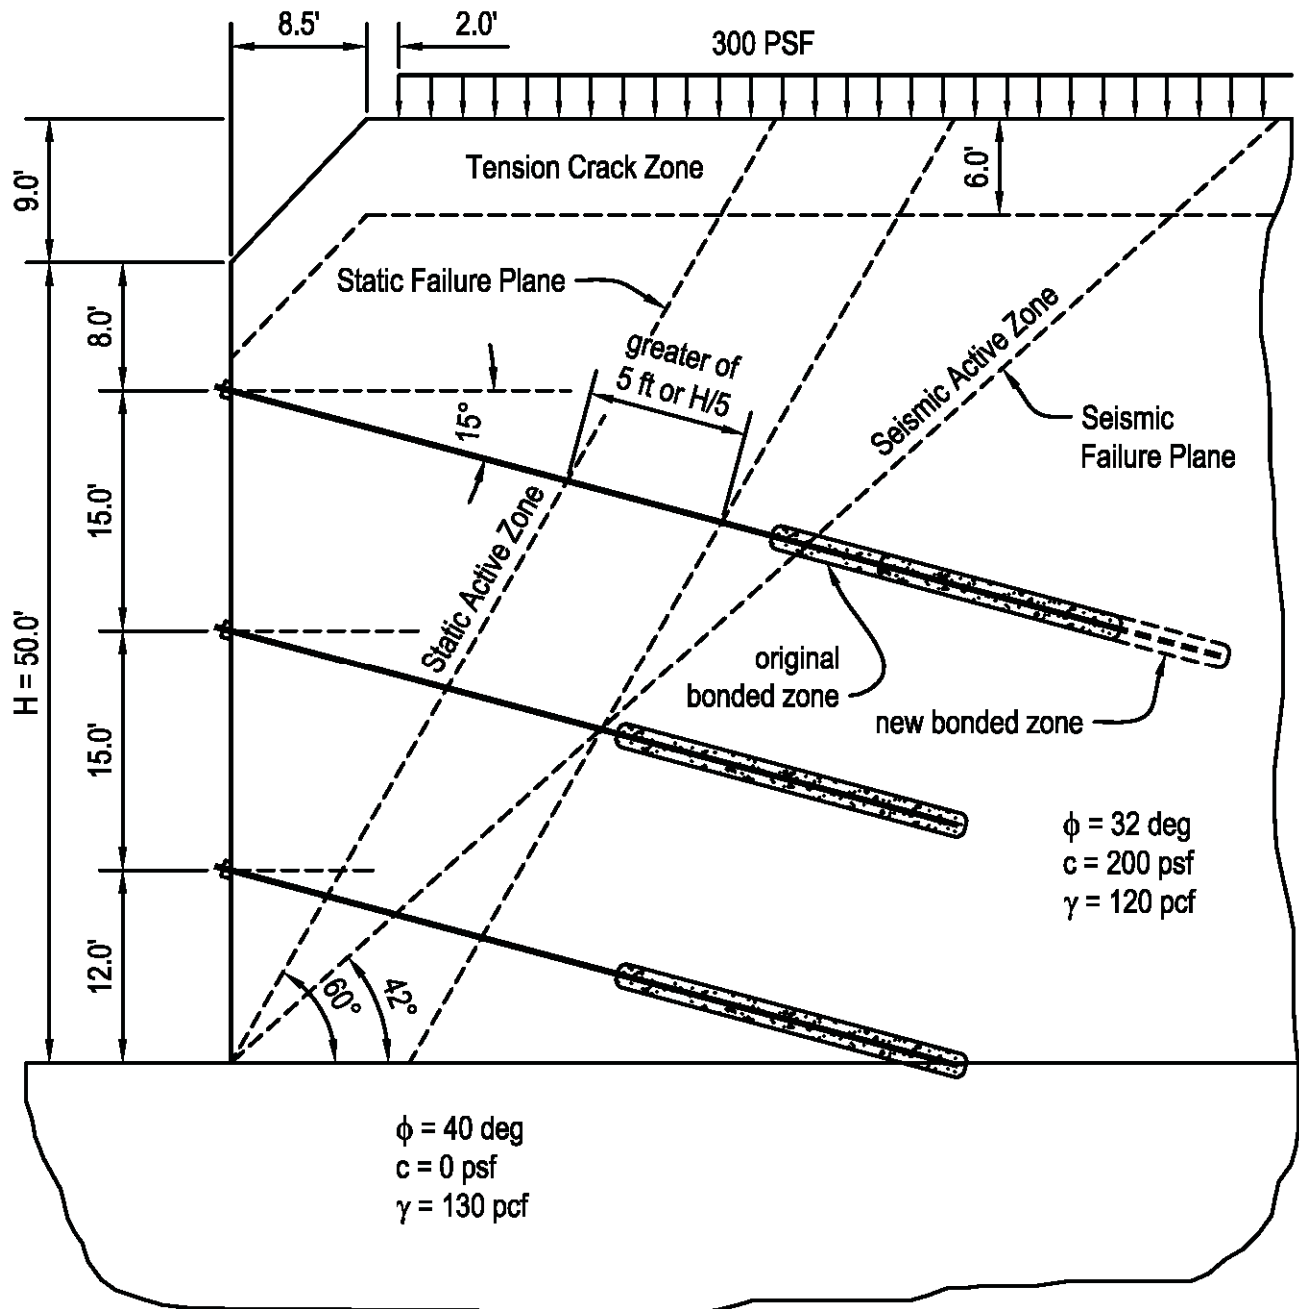 8.5'
2.0'
300 PSF
9.0'
Tension Crack Zone
6.0'
Static Failure Plane
8.0'
greater of
5 ft or H/5
Seismic Active Zone
15°
Seismic
Failure Plane
15.0'
Static Active Zone
original
bonded zone
new bonded zone
H = 50.0'
15.0'
ϕ = 32 deg
c = 200 psf
γ = 120 pcf
12.0'
60°
42°
ϕ = 40 deg
c = 0 psf
γ = 130 pcf